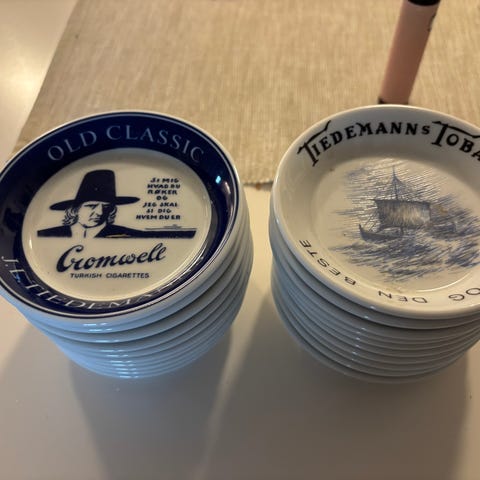 OLD CLASSIC
SI MIG
HVAD DU
RØKER
OG
JEG SKAL
SI DIG
HVEM DU ER
Cromwell
TURKISH CIGARETTES
J.L. TIEDEMANNS
TIEDEMANNS TOBA
OG DEN BESTE